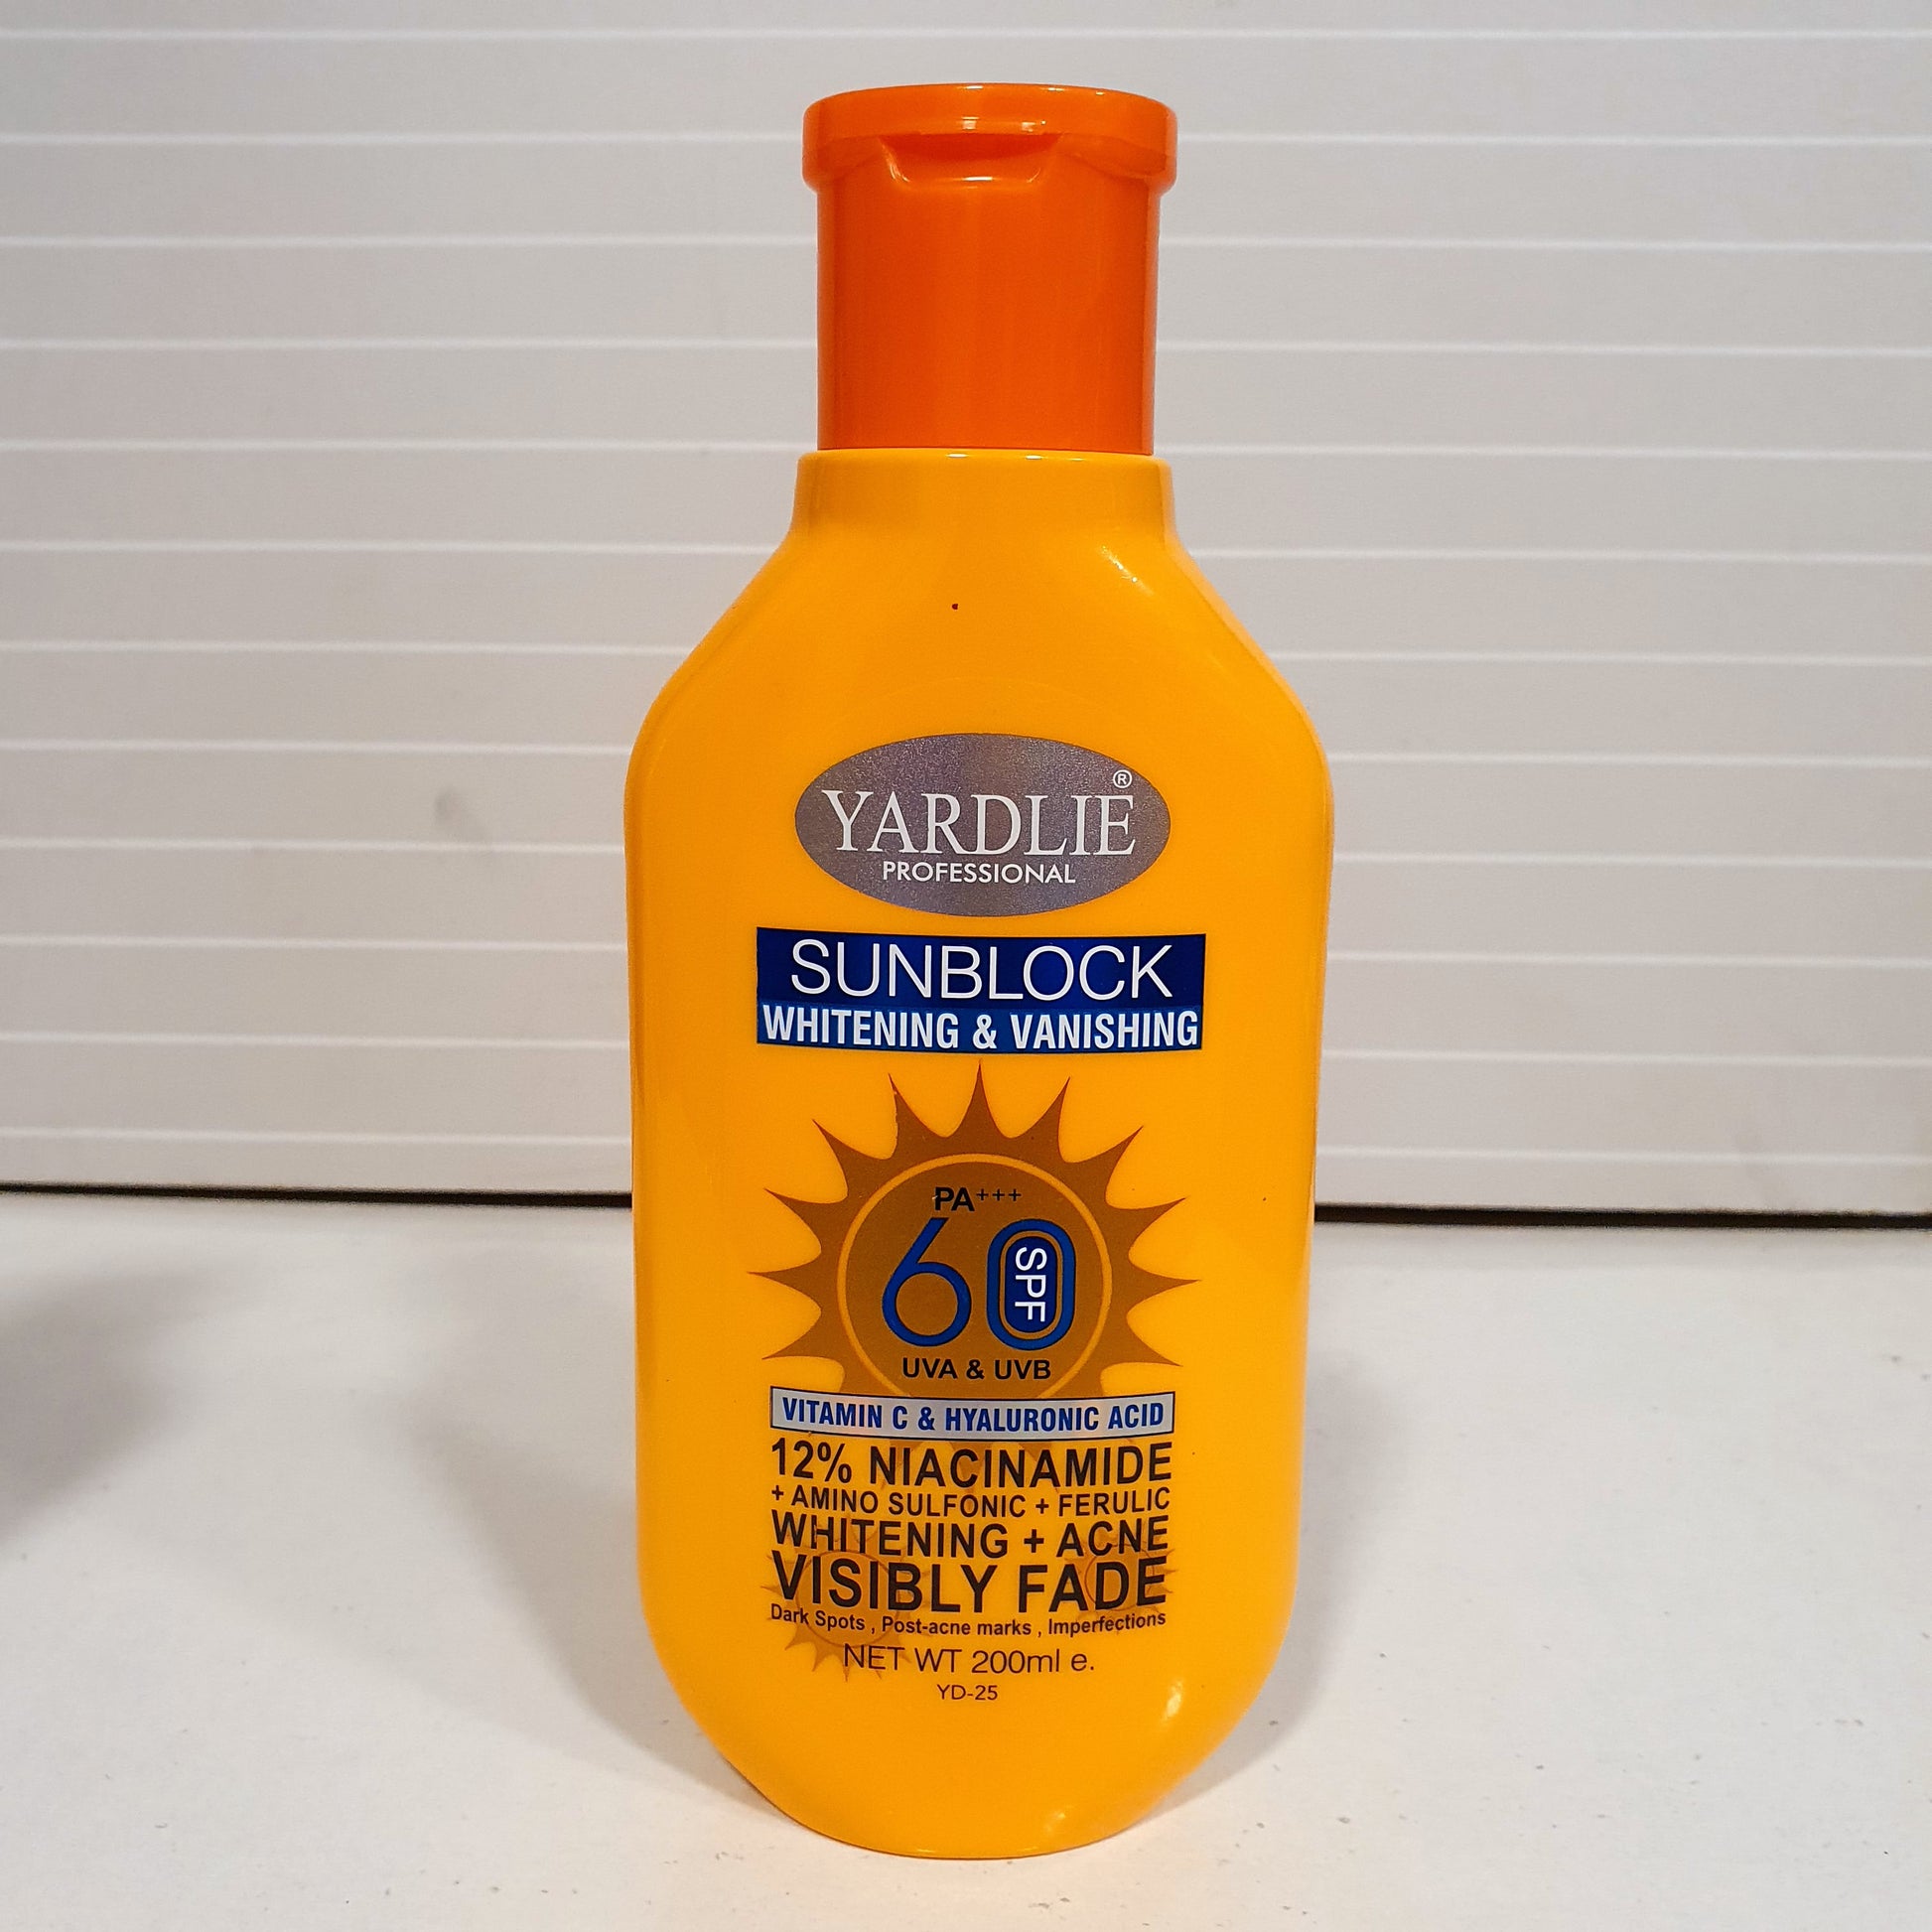 YARDLIE®
PROFESSIONAL
SUNBLOCK
WHITENING & VANISHING
PA+++
60
SPF
UVA & UVB
VITAMIN C & HYALURONIC ACID
12% NIACINAMIDE
+ AMINO SULFONIC + FERULIC
WHITENING + ACNE
VISIBLY FADE
Dark Spots , Post-acne marks , Imperfections
NET WT 200ml e.
YD-25